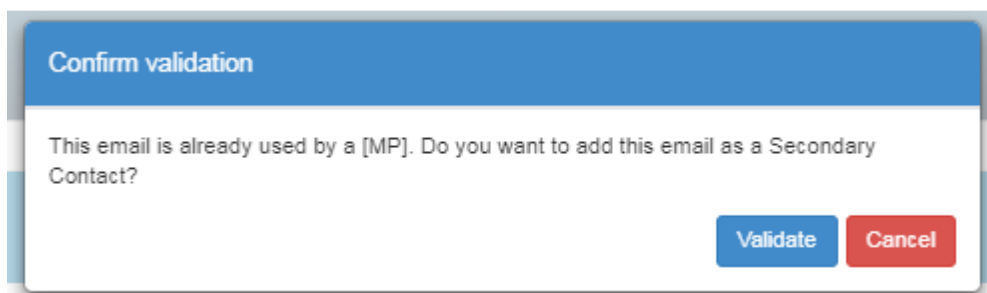 Confirm validation
This email is already used by a [MP]. Do you want to add this email as a Secondary
Contact?
Validate Cancel